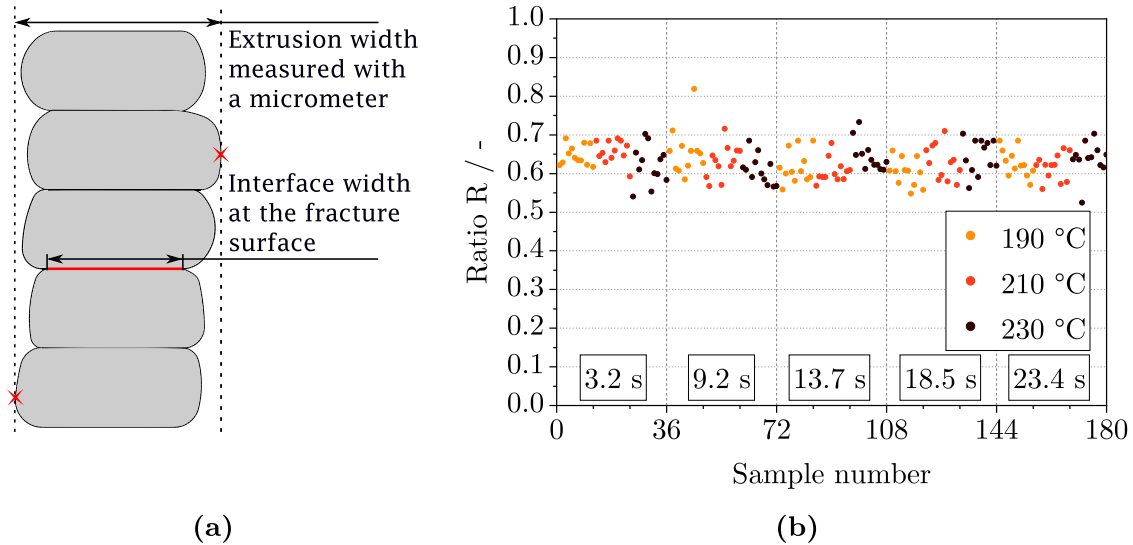 Extrusion width
measured with
a micrometer
Interface width
at the fracture
surface
(a)
Ratio R / -
1.0
0.9
0.8
0.7
0.6
0.5
0.4
0.3
0.2
0.1
0.0
190 °C
210 °C
230 °C
3.2 s
9.2 s
13.7 s
18.5 s
23.4 s
0
36
72
108
144
180
Sample number
(b)